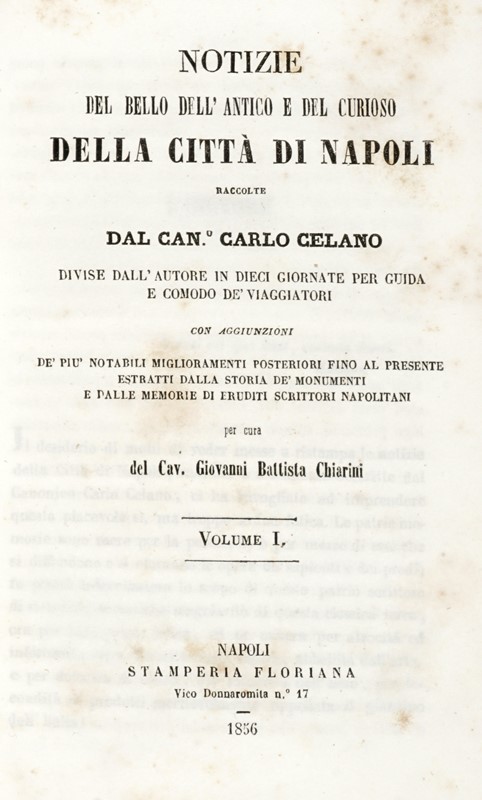 NOTIZIE
DEL BELLO DELL' ANTICO E DEL CURIOSO
DELLA CITTÀ DI NAPOLI
RACCOLTE
DAL CAN.º CARLO CELANO
DIVISE DALL' AUTORE IN DIECI GIORNATE PER GUIDA
E COMODO DE' VIAGGIATORI
CON AGGIUNZIONI
DE' PIU' NOTABILI MIGLIORAMENTI POSTERIORI FINO AL PRESENTE
ESTRATTI DALLA STORIA DE' MONUMENTI
E DALLE MEMORIE DI ERUDITI SCRITTORI NAPOLITANI
per cura
del Cav. Giovanni Battista Chiarini
VOLUME I.
NAPOLI
STAMPERIA FLORIANA
Vico Donnaromita n.º 17
1856